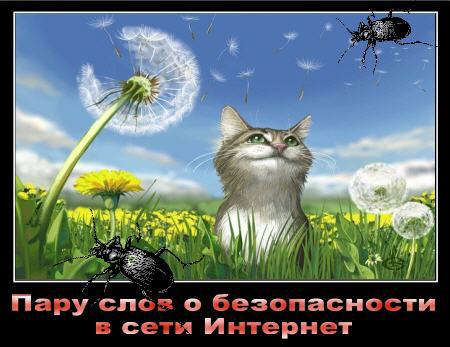 Пару слов о безопасности
в сети Интернет